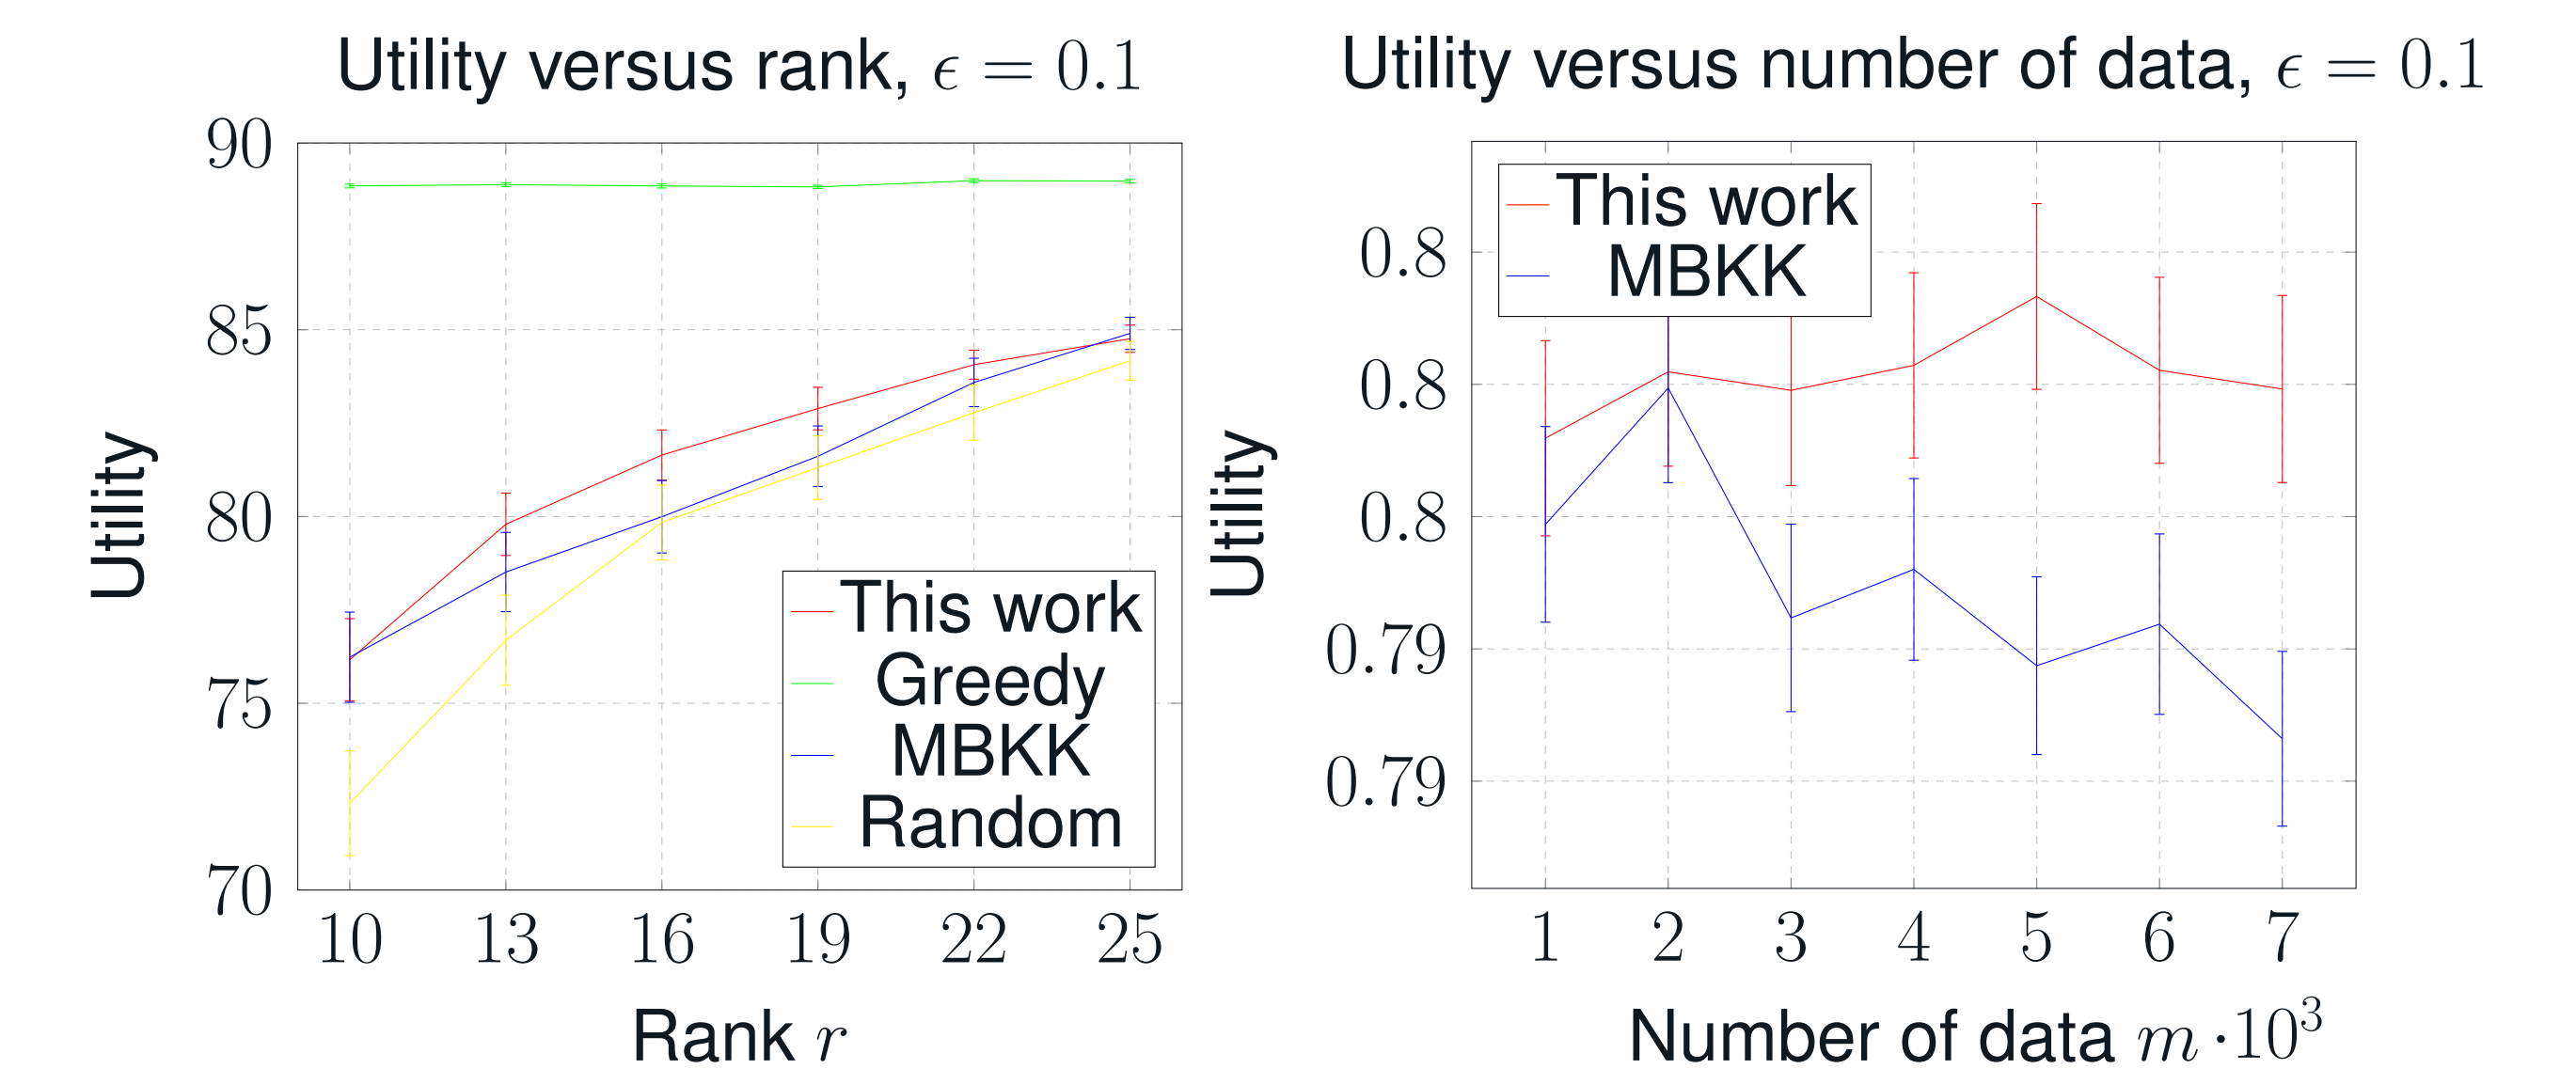 Utility versus rank, ϵ = 0.1
90
85
80
75
70
Utility
This work
Greedy
MBKK
Random
10 13 16 19 22 25
Rank r
Utility versus number of data, ϵ = 0.1
This work
MBKK
0.8
0.8
0.8
0.79
0.79
Utility
1 2 3 4 5 6 7
Number of data m ·10³